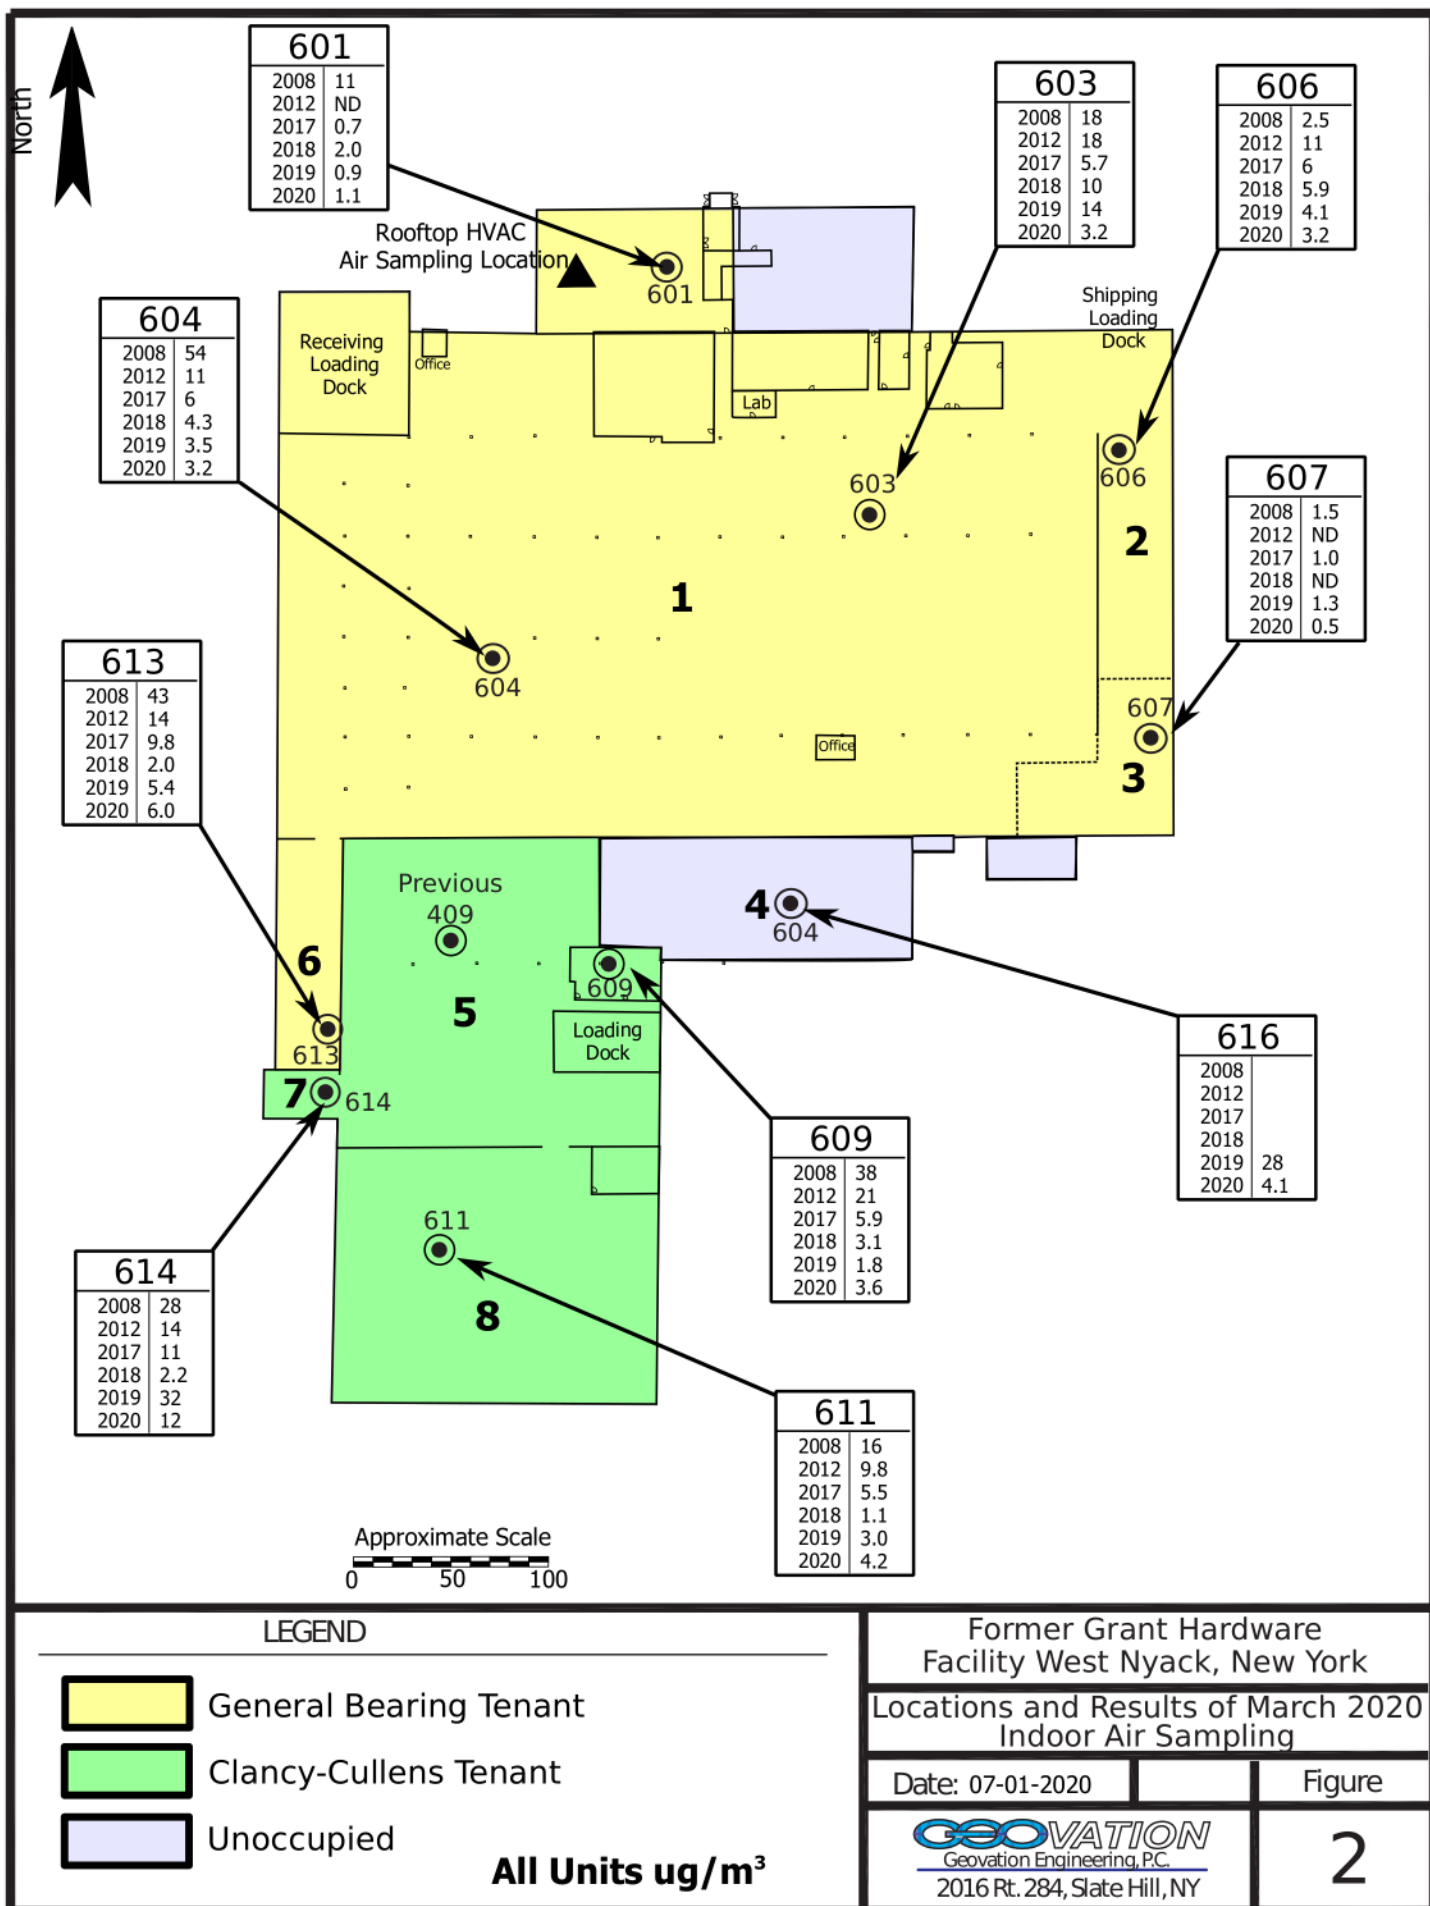 North
601
2008 11
2012 ND
2017 0.7
2018 2.0
2019 0.9
2020 1.1
603
2008 18
2012 18
2017 5.7
2018 10
2019 14
2020 3.2
606
2008 2.5
2012 11
2017 6
2018 5.9
2019 4.1
2020 3.2
Rooftop HVAC
Air Sampling Location
601
604
2008 54
2012 11
2017 6
2018 4.3
2019 3.5
2020 3.2
Receiving
Loading
Dock
Office
Lab
Shipping
Loading
Dock
603
606
607
2008 1.5
2012 ND
2017 1.0
2018 ND
2019 1.3
2020 0.5
2
1
604
613
2008 43
2012 14
2017 9.8
2018 2.0
2019 5.4
2020 6.0
607
Office
3
Previous
409
4
604
6
609
5
Loading
Dock
613
7
614
616
2008
2012
2017
2018
2019 28
2020 4.1
609
2008 38
2012 21
2017 5.9
2018 3.1
2019 1.8
2020 3.6
611
8
614
2008 28
2012 14
2017 11
2018 2.2
2019 32
2020 12
611
2008 16
2012 9.8
2017 5.5
2018 1.1
2019 3.0
2020 4.2
Approximate Scale
0 50 100
LEGEND
General Bearing Tenant
Clancy-Cullens Tenant
Unoccupied
All Units ug/m³
Former Grant Hardware
Facility West Nyack, New York
Locations and Results of March 2020
Indoor Air Sampling
Date: 07-01-2020
Figure
2
GEOVATION
Geovation Engineering, P.C.
2016 Rt. 284, Slate Hill, NY